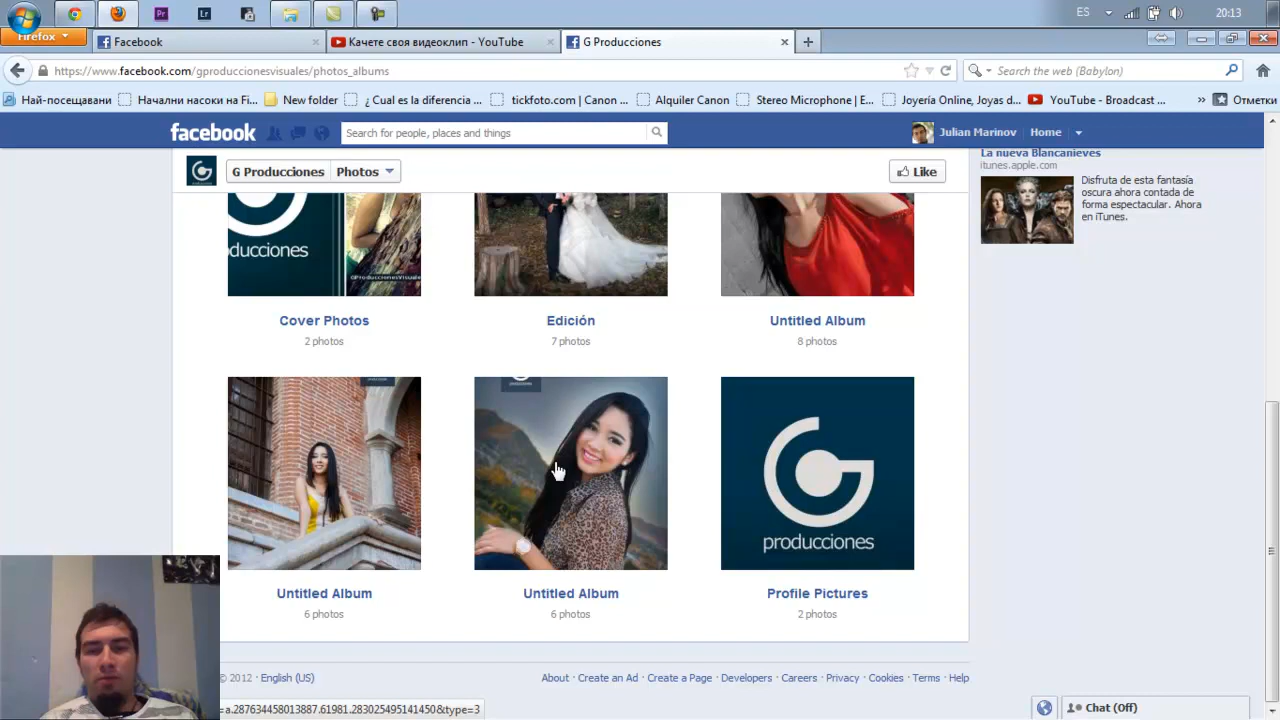 ES 20:13
Firefox
Facebook
Качете своя видеоклип - YouTube
G Producciones
https://www.facebook.com/gproduccionesvisuales/photos_albums
Search the web (Babylon)
Най-посещавани
Начални насоки на Fi...
New folder
¿ Cual es la diferencia ...
tickfoto.com | Canon ...
Alquiler Canon
Stereo Microphone | E...
Joyería Online, Joyas d...
YouTube - Broadcast ...
»
Отметки
facebook
Search for people, places and things
Julian Marinov
Home
G Producciones
Photos
Like
La nueva Blancanieves
itunes.apple.com
Disfruta de esta fantasía
oscura ahora contada de
forma espectacular. Ahora
en iTunes.
ducciones
GProduccionesVisuale
Cover Photos
2 photos
Edición
7 photos
Untitled Album
8 photos
producciones
producciones
producciones
Untitled Album
6 photos
Untitled Album
6 photos
Profile Pictures
2 photos
© 2012 · English (US)
About · Create an Ad · Create a Page · Developers · Careers · Privacy · Cookies · Terms · Help
=a.287634458013887.61981.283025495141450&type=3
Chat (Off)
Pr
Lr